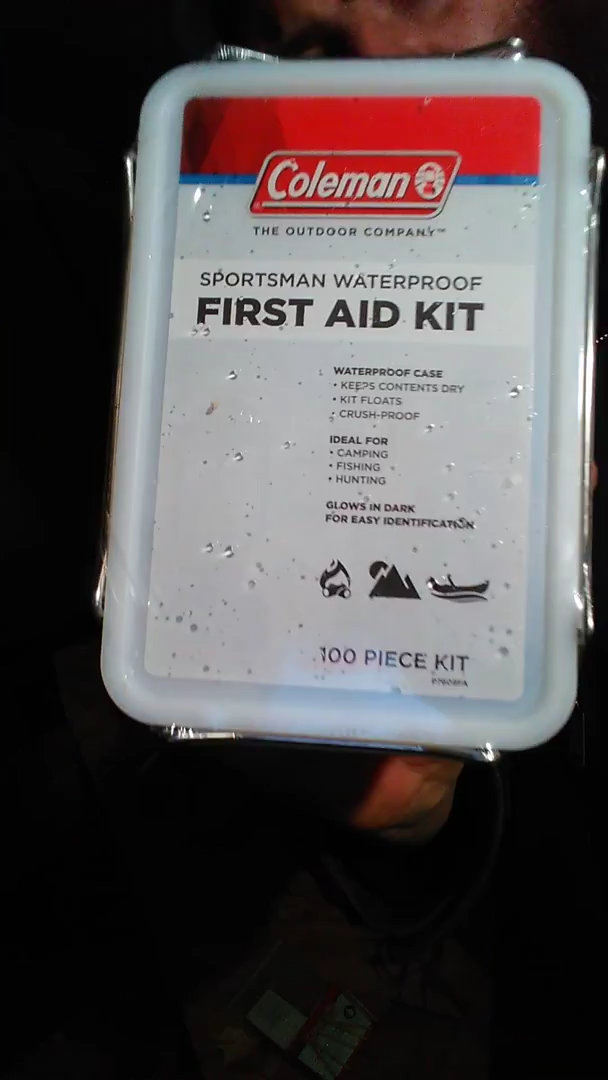 Coleman
THE OUTDOOR COMPANY™
SPORTSMAN WATERPROOF
FIRST AID KIT
WATERPROOF CASE
• KEEPS CONTENTS DRY
• KIT FLOATS
• CRUSH-PROOF
IDEAL FOR
• CAMPING
• FISHING
• HUNTING
GLOWS IN DARK
FOR EASY IDENTIFICATION
100 PIECE KIT